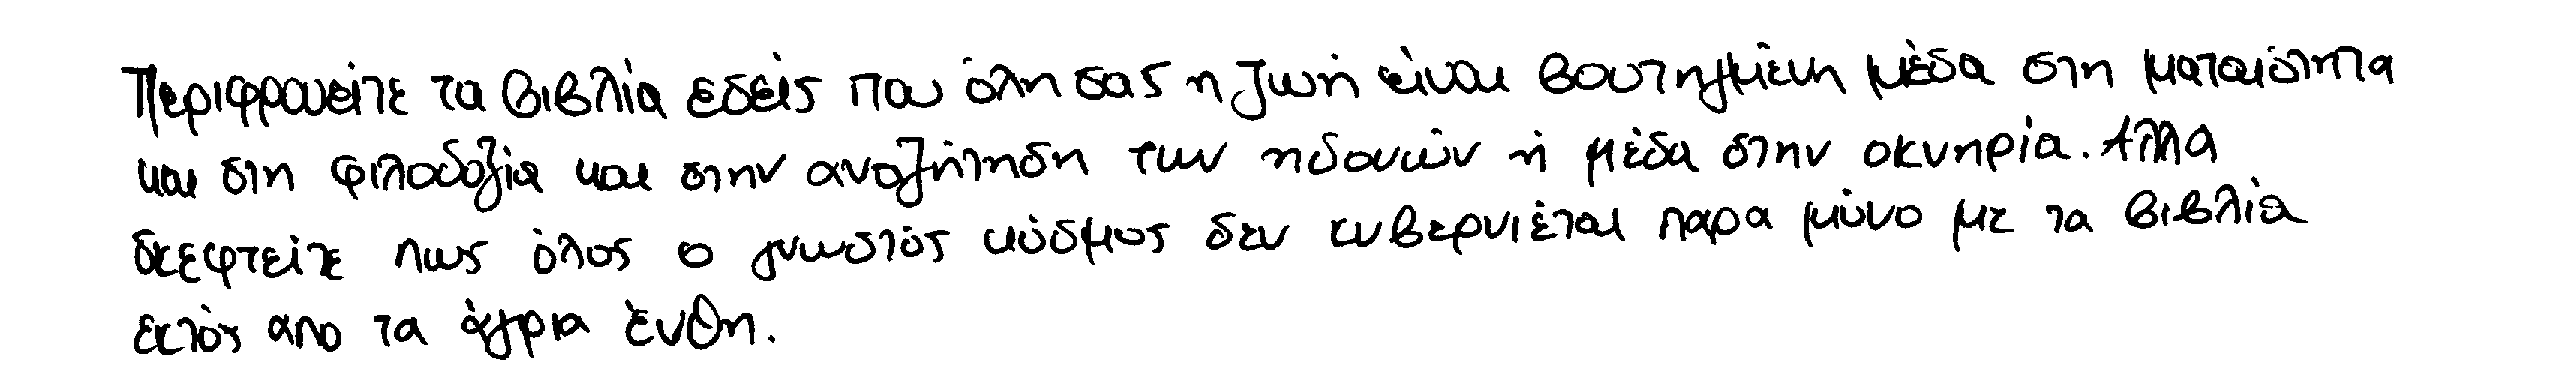 Περιφρονείτε τα βιβλία εσείς που όλη σας η ζωή είναι βουτηγμένη μέσα στη ματαιότητα
και στη φιλοδοξία και στην αναζήτηση των ηδονών ή μέσα στην οκνηρία. Αλλά
σκεφτείτε πως όλος ο γνωστός κόσμος δεν κυβερνιέται παρα μόνο με τα βιβλία
εκτός απο τα άγρια έννθη.